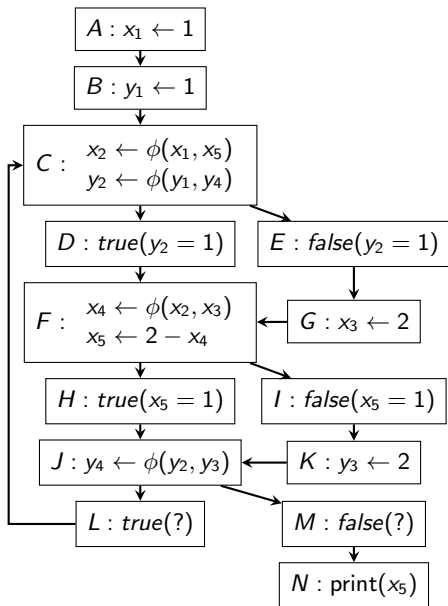 A : x₁ ← 1
B : y₁ ← 1
C : x₂ ← ϕ(x₁, x₅)
y₂ ← ϕ(y₁, y₄)
D : true(y₂ = 1)
E : false(y₂ = 1)
F : x₄ ← ϕ(x₂, x₃)
x₅ ← 2 − x₄
G : x₃ ← 2
H : true(x₅ = 1)
I : false(x₅ = 1)
J : y₄ ← ϕ(y₂, y₃)
K : y₃ ← 2
L : true(?)
M : false(?)
N : print(x₅)